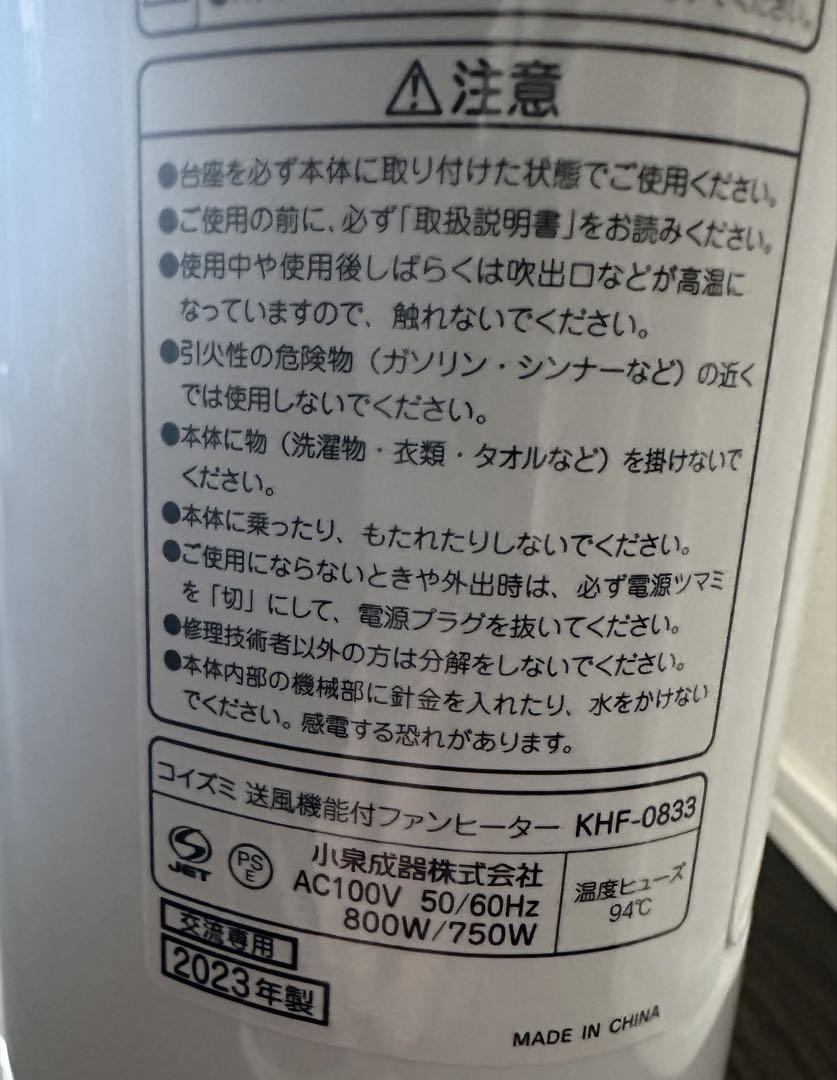 ください。
⚠注意
●台座を必ず本体に取り付けた状態でご使用ください。
●ご使用の前に、必ず「取扱説明書」をお読みください。
●使用中や使用後しばらくは吹出口などが高温に
なっていますので、触れないでください。
●引火性の危険物（ガソリン・シンナーなど）の近く
では使用しないでください。
●本体に物（洗濯物・衣類・タオルなど）を掛けないで
ください。
●本体に乗ったり、もたれたりしないでください。
●ご使用にならないときや外出時は、必ず電源ツマミ
を「切」にして、電源プラグを抜いてください。
●修理技術者以外の方は分解をしないでください。
●本体内部の機械部に針金を入れたり、水をかけない
でください。感電する恐れがあります。
コイズミ 送風機能付ファンヒーター KHF-0833
JET
PS
E
小泉成器株式会社
AC100V 50/60Hz
800W/750W
温度ヒューズ
94℃
交流専用
2023年製
MADE IN CHINA